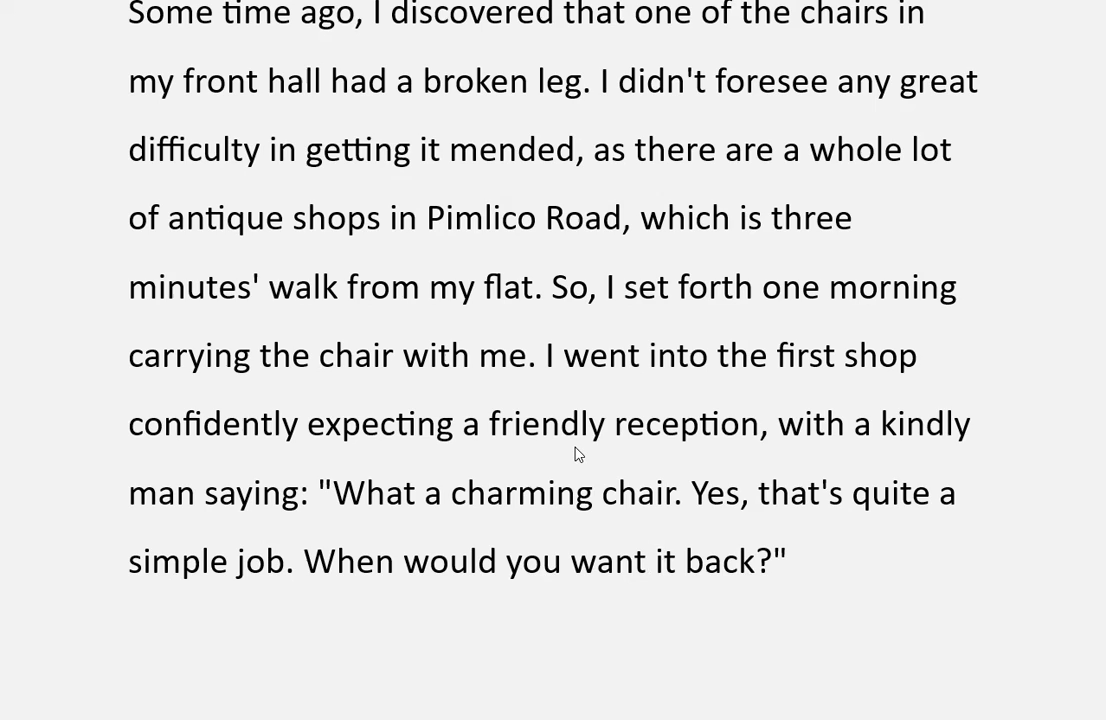 Some time ago, I discovered that one of the chairs in
my front hall had a broken leg. I didn't foresee any great
difficulty in getting it mended, as there are a whole lot
of antique shops in Pimlico Road, which is three
minutes' walk from my flat. So, I set forth one morning
carrying the chair with me. I went into the first shop
confidently expecting a friendly reception, with a kindly
man saying: "What a charming chair. Yes, that's quite a
simple job. When would you want it back?"